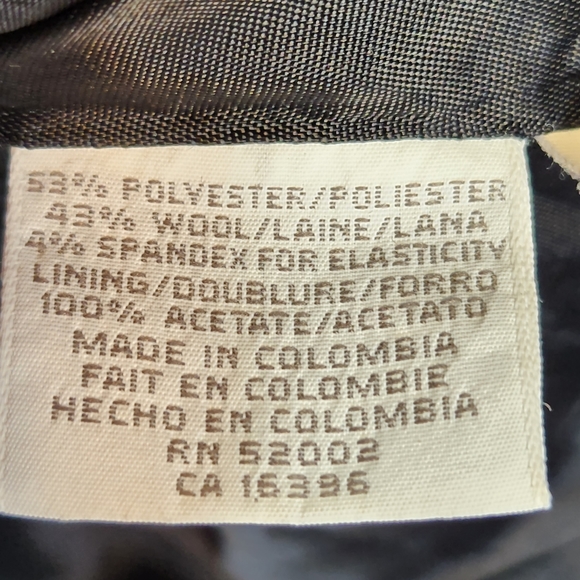 53% POLYESTER/POLIESTER
43% WOOL/LAINE/LANA
4% SPANDEX FOR ELASTICITY
LINING/DOUBLURE/FORRO
100% ACETATE/ACETATO
MADE IN COLOMBIA
FAIT EN COLOMBIE
HECHO EN COLOMBIA
RN 52002
CA 16396